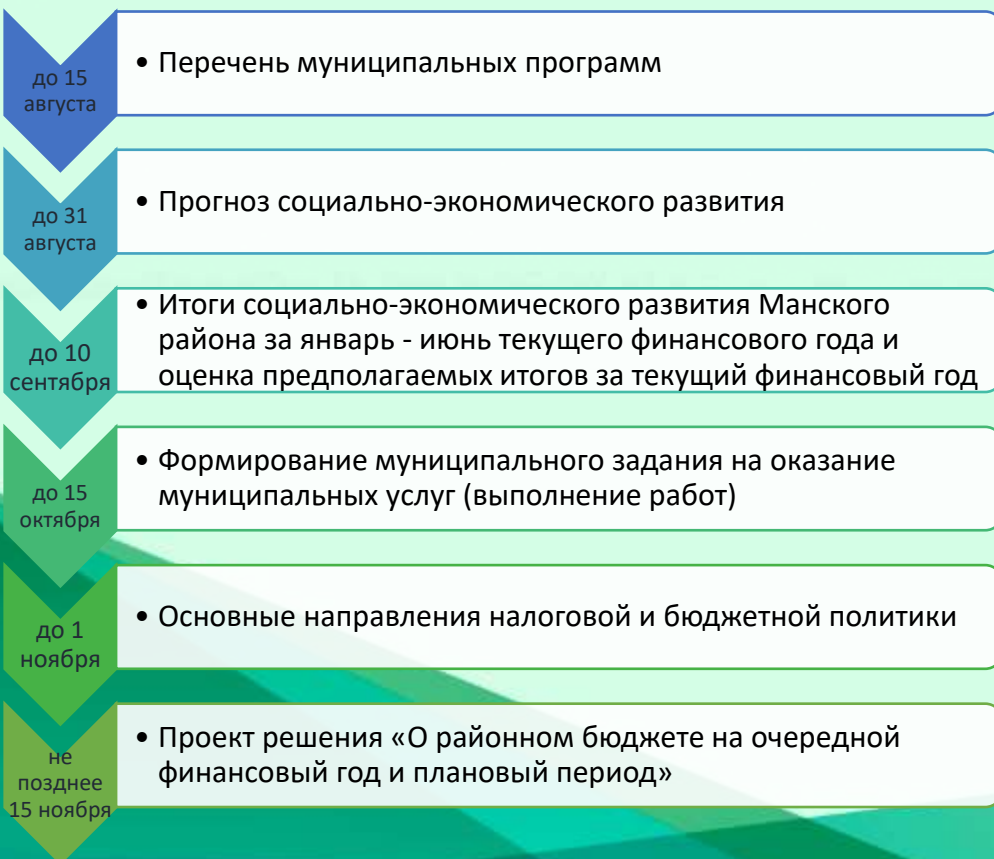 до 15
августа
• Перечень муниципальных программ
до 31
августа
• Прогноз социально-экономического развития
до 10
сентября
• Итоги социально-экономического развития Манского
района за январь - июнь текущего финансового года и
оценка предполагаемых итогов за текущий финансовый год
до 15
октября
• Формирование муниципального задания на оказание
муниципальных услуг (выполнение работ)
до 1
ноября
• Основные направления налоговой и бюджетной политики
не
позднее
15 ноября
• Проект решения «О районном бюджете на очередной
финансовый год и плановый период»